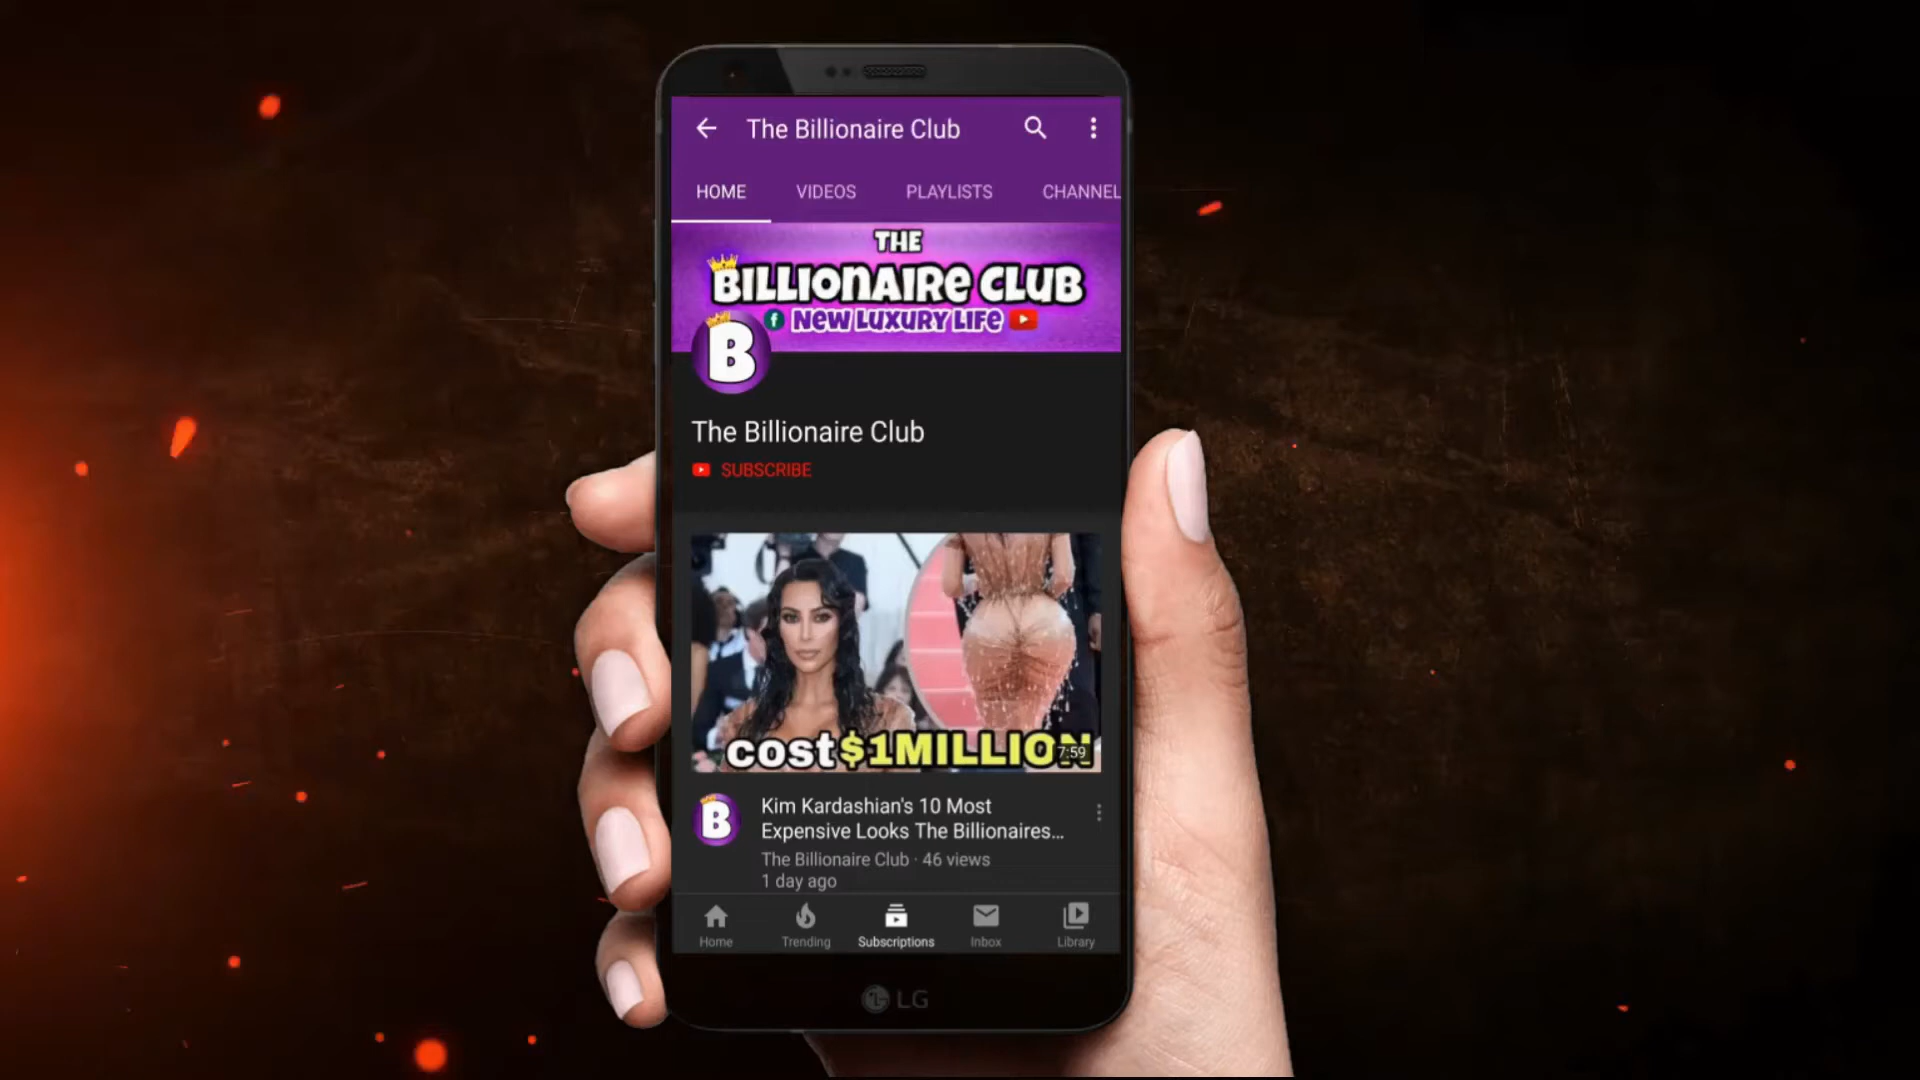 The Billionaire Club
HOME VIDEOS PLAYLISTS CHANNEL
THE
BILLIONAIRE CLUB
f NEW LUXURY LIFE
B
The Billionaire Club
SUBSCRIBE
cost $1MILLION
7:59
B
Kim Kardashian's 10 Most
Expensive Looks The Billionaires...
The Billionaire Club · 46 views
1 day ago
Home Trending Subscriptions Inbox Library
LG